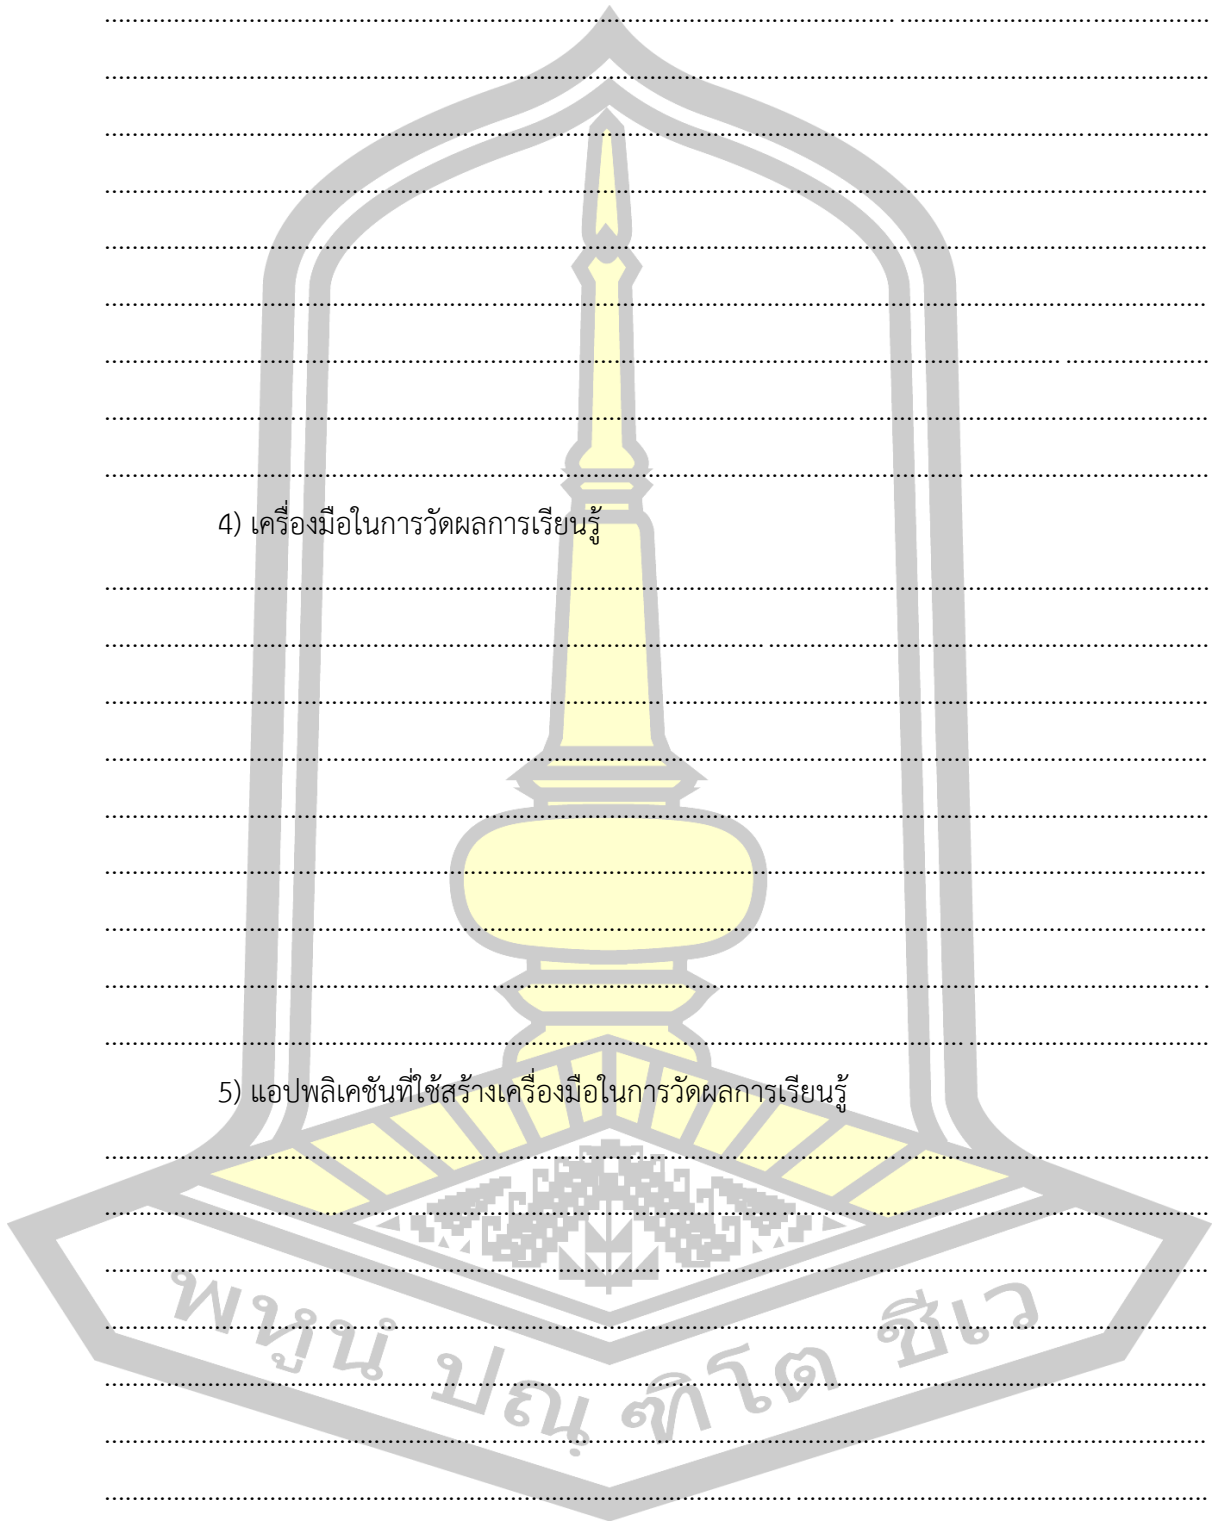 4) เครื่องมือในการวัดผลการเรียนรู้
5) แอปพลิเคชันที่ใช้สร้างเครื่องมือในการวัดผลการเรียนรู้
พหูนํ ปณฺฑิโต ชีเว